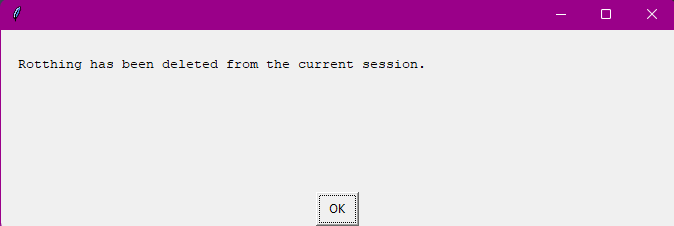 Rotthing has been deleted from the current session.
OK